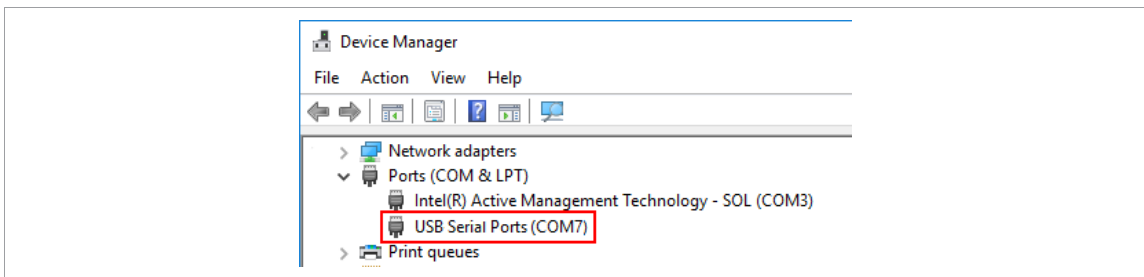 Device Manager
File Action View Help
Network adapters
Ports (COM & LPT)
Intel(R) Active Management Technology - SOL (COM3)
USB Serial Ports (COM7)
Print queues